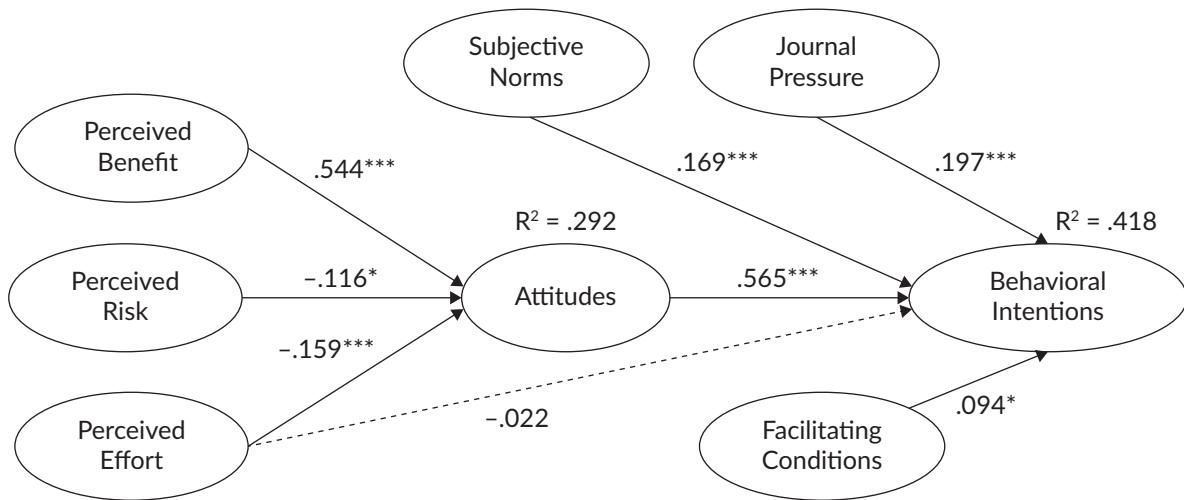 Subjective
Norms
Journal
Pressure
Perceived
Benefit
.544***
.169***
.197***
R² = .292
R² = .418
Perceived
Risk
–.116*
Attitudes
.565***
Behavioral
Intentions
–.159***
Perceived
Effort
–.022
.094*
Facilitating
Conditions